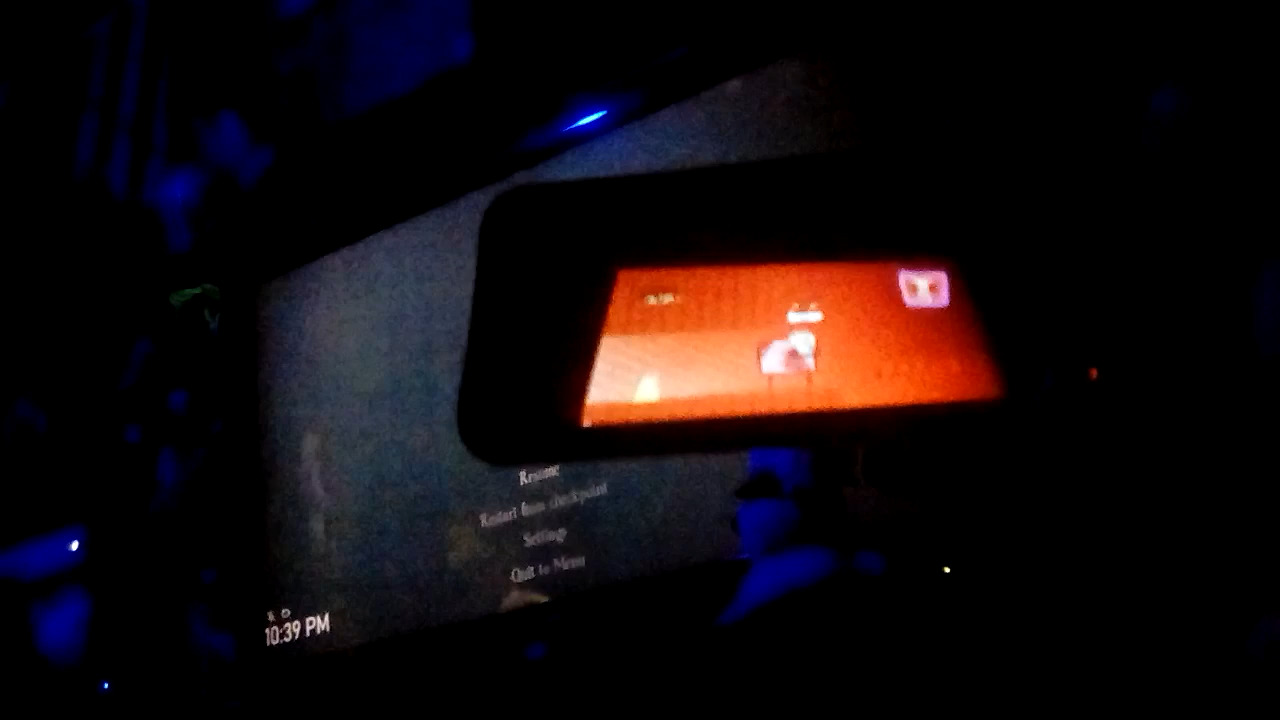 Resume
Restart from checkpoint
Settings
Quit to Menu
10:39 PM